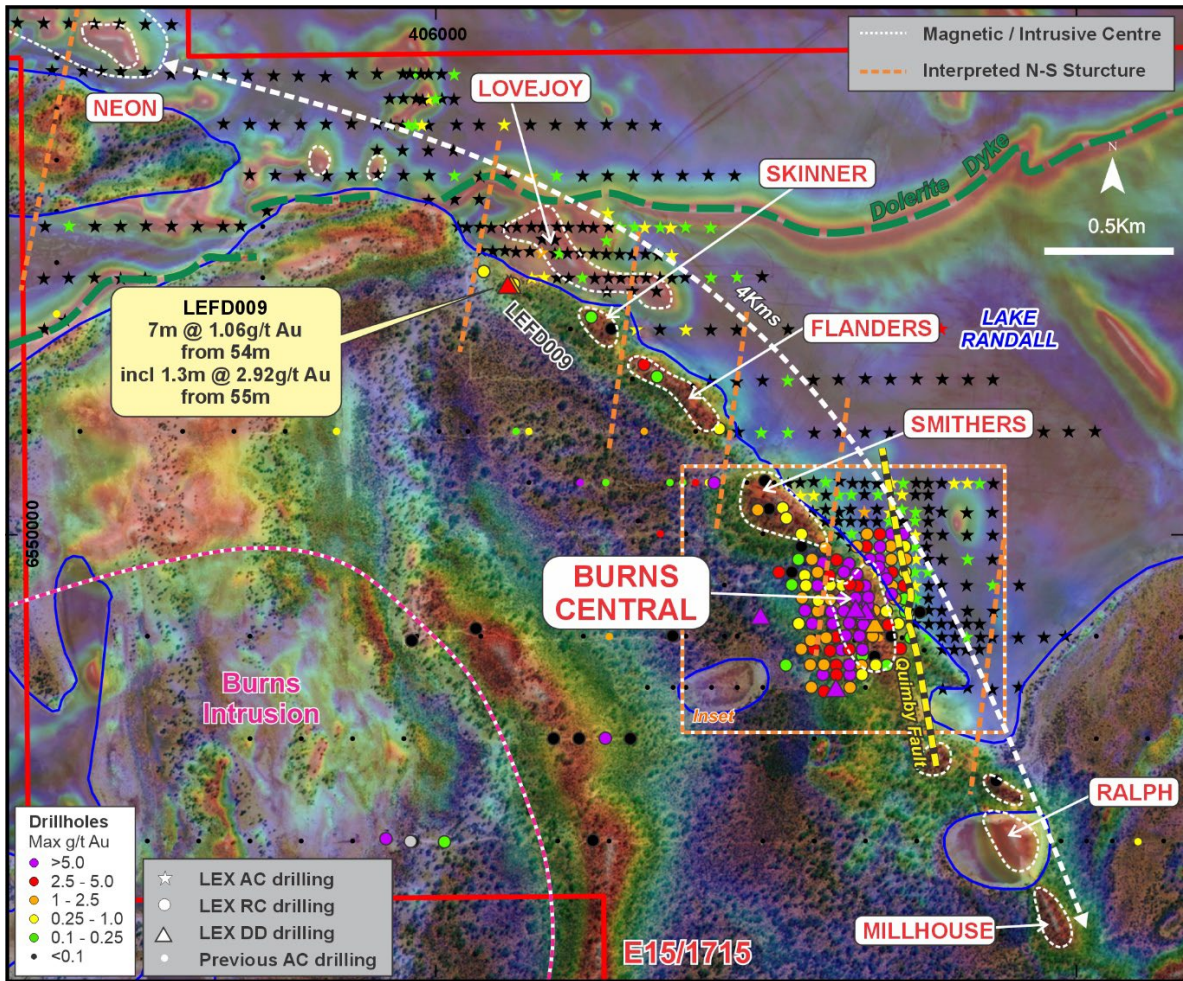 406000
Magnetic / Intrusive Centre
Interpreted N-S Sturcture
NEON
LOVEJOY
SKINNER
Dolerite Dyke
N
0.5Km
LEFD009
7m @ 1.06g/t Au
from 54m
incl 1.3m @ 2.92g/t Au
from 55m
LEFD009
4Kms
FLANDERS
LAKE
RANDALL
SMITHERS
6550000
BURNS
CENTRAL
Burns
Intrusion
Inset
Quimby Fault
RALPH
MILLHOUSE
E15/1715
Drillholes
Max g/t Au
>5.0
2.5 - 5.0
1 - 2.5
0.25 - 1.0
0.1 - 0.25
<0.1
LEX AC drilling
LEX RC drilling
LEX DD drilling
Previous AC drilling